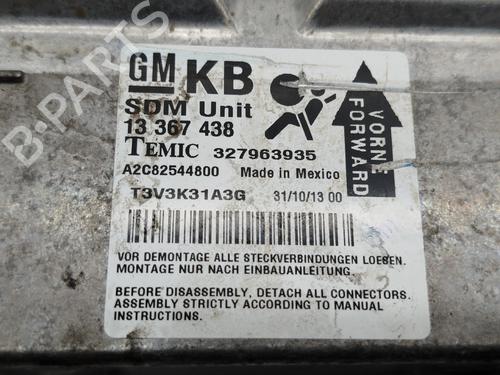 B-PARTS
GM KB
SDM Unit
13 367 438
TEMIC 327963935
A2C82544800 Made in Mexico
T3V3K31A3G 31/10/13 00
VORNE
FORWARD
VOR DEMONTAGE ALLE STECKVERBINDUNGEN LOESEN.
MONTAGE NUR NACH EINBAUANLEITUNG.
BEFORE DISASSEMBLY, DETACH ALL CONNECTORS.
ASSEMBLY STRICTLY ACCORDING TO MANUAL
INSTRUCTIONS.